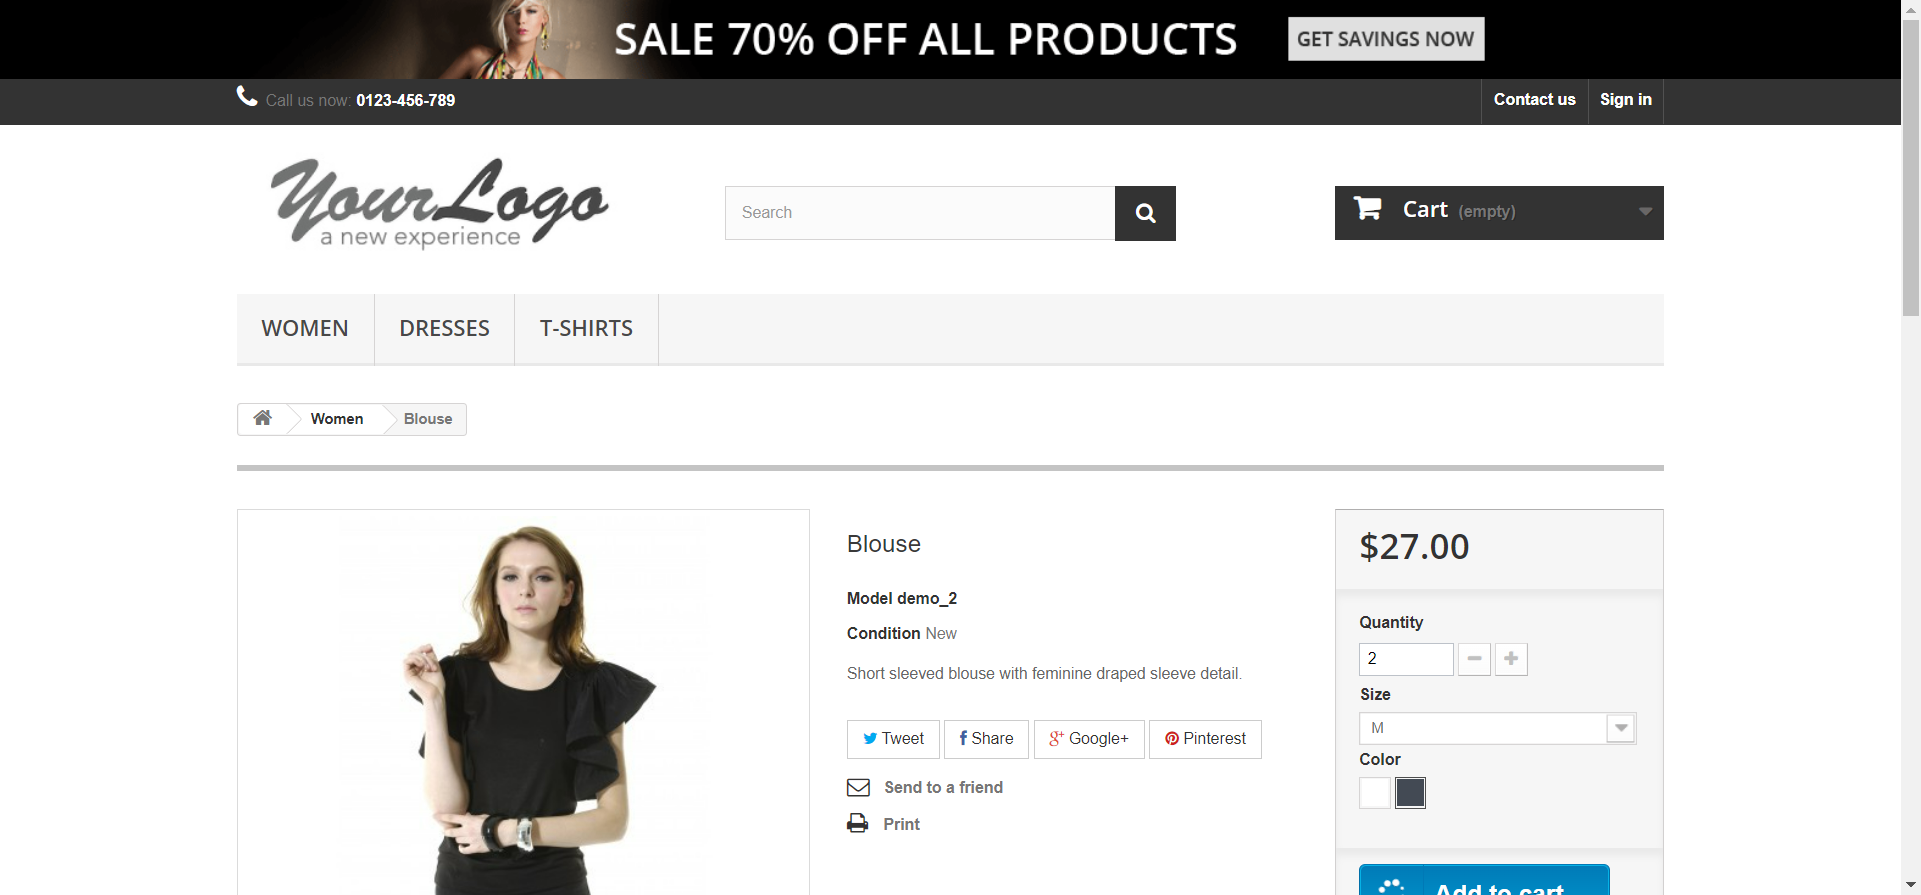 SALE 70% OFF ALL PRODUCTS GET SAVINGS NOW
Call us now: 0123-456-789 Contact us Sign in
YourLogo
a new experience
Search
Cart (empty)
WOMEN DRESSES T-SHIRTS
Women Blouse
Blouse
Model demo_2
Condition New
Short sleeved blouse with feminine draped sleeve detail.
Tweet Share Google+ Pinterest
Send to a friend
Print
$27.00
Quantity
2
Size
M
Color
Add to cart